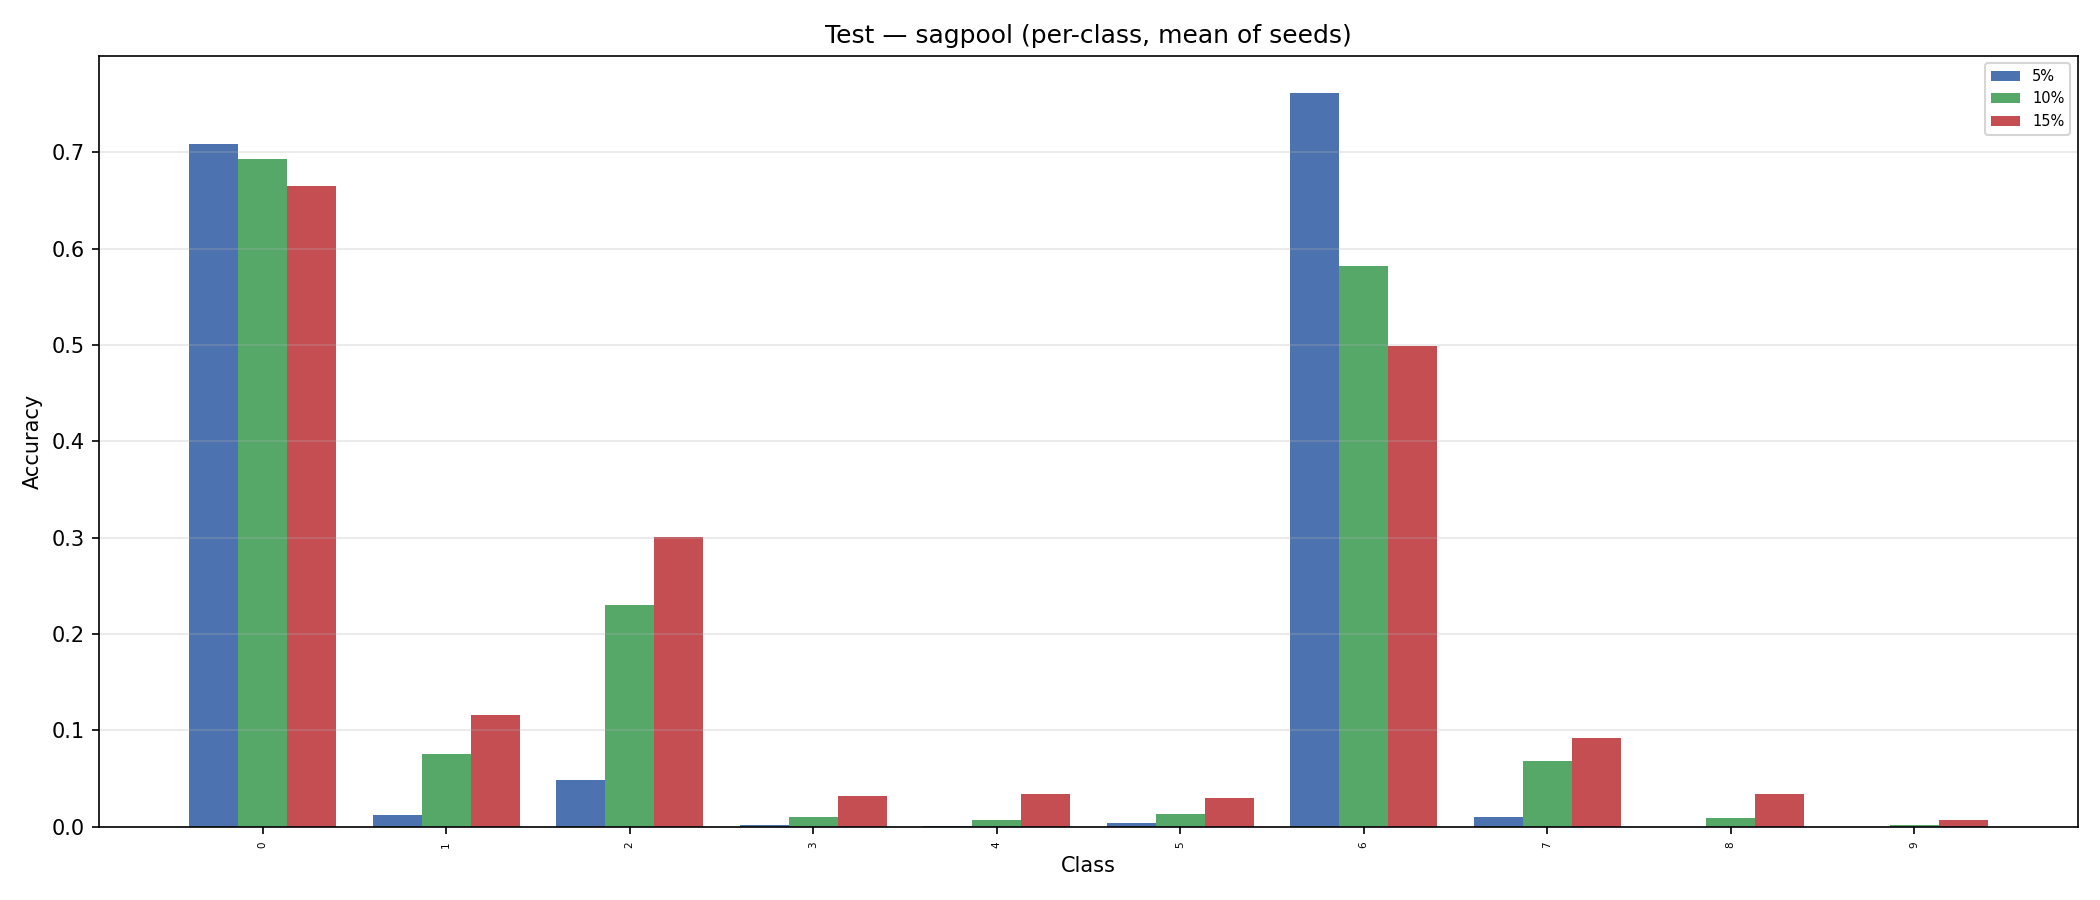 Test — sagpool (per-class, mean of seeds)
5%
10%
15%
0.7
0.6
0.5
0.4
0.3
0.2
0.1
0.0
Accuracy
0 1 2 3 4 5 6 7 8 9
Class